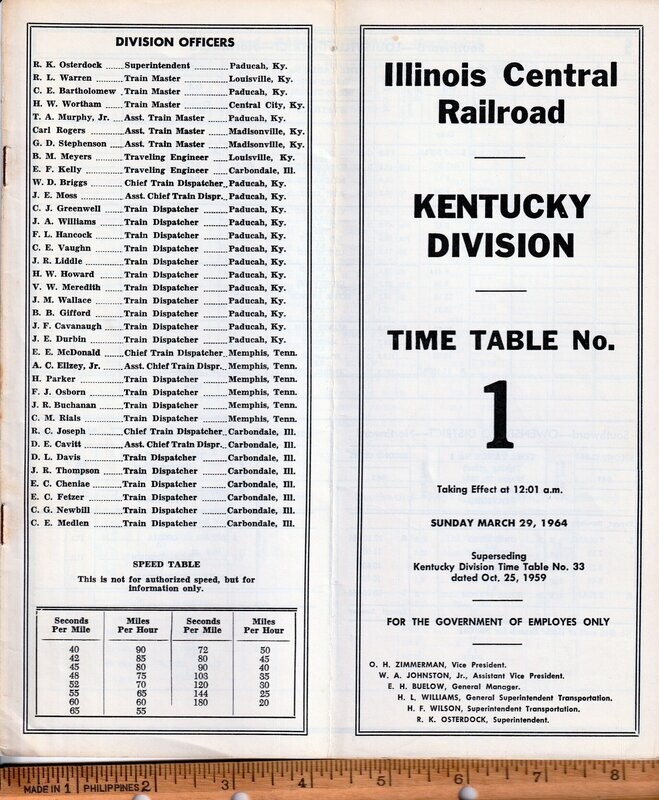 DIVISION OFFICERS
R. K. Osterdock ......Superintendent ............Paducah, Ky.
R. L. Warren ...........Train Master ..............Louisville, Ky.
C. E. Bartholomew .Train Master ..............Paducah, Ky.
H. W. Wortham ......Train Master ..............Central City, Ky.
T. A. Murphy, Jr. ....Asst. Train Master ......Paducah, Ky.
Carl Rogers .............Asst. Train Master ......Madisonville, Ky.
G. D. Stephenson ....Asst. Train Master ......Madisonville, Ky.
B. M. Meyers ..........Traveling Engineer ......Louisville, Ky.
E. F. Kelly ..............Traveling Engineer ......Carbondale, Ill.
W. D. Briggs ..........Chief Train Dispatcher..Paducah, Ky.
J. E. Moss ...............Asst. Chief Train Dispr...Paducah, Ky.
C. J. Greenwell .......Train Dispatcher .........Paducah, Ky.
J. A. Williams ........Train Dispatcher .........Paducah, Ky.
F. L. Hancock ........Train Dispatcher .........Paducah, Ky.
C. E. Vaughn ..........Train Dispatcher .........Paducah, Ky.
J. R. Liddle .............Train Dispatcher .........Paducah, Ky.
H. W. Howard ........Train Dispatcher .........Paducah, Ky.
V. W. Meredith .......Train Dispatcher .........Paducah, Ky.
J. M. Wallace ..........Train Dispatcher .........Paducah, Ky.
B. B. Gifford ...........Train Dispatcher .........Paducah, Ky.
J. F. Cavanaugh ......Train Dispatcher .........Paducah, Ky.
J. E. Durbin ............Train Dispatcher .........Paducah, Ky.
E. E. McDonald ......Chief Train Dispatcher..Memphis, Tenn.
A. C. Ellzey, Jr. ......Asst. Chief Train Dispr...Memphis, Tenn.
H. Parker ................Train Dispatcher .........Memphis, Tenn.
F. J. Osborn ............Train Dispatcher .........Memphis, Tenn.
J. R. Buchanan ........Train Dispatcher .........Memphis, Tenn.
C. M. Rials ..............Train Dispatcher .........Memphis, Tenn.
R. C. Joseph ............Chief Train Dispatcher..Carbondale, Ill.
D. E. Cavitt .............Asst. Chief Train Dispr...Carbondale, Ill.
D. L. Davis ..............Train Dispatcher .........Carbondale, Ill.
J. R. Thompson .......Train Dispatcher .........Carbondale, Ill.
E. C. Cheniae ..........Train Dispatcher .........Carbondale, Ill.
E. C. Fetzer .............Train Dispatcher .........Carbondale, Ill.
C. G. Newbill ..........Train Dispatcher .........Carbondale, Ill.
C. E. Medlen ...........Train Dispatcher .........Carbondale, Ill.
SPEED TABLE
This is not for authorized speed, but for
information only.
Seconds Miles Seconds Miles
Per Mile Per Hour Per Mile Per Hour
40 90 72 50
42 85 80 45
45 80 90 40
48 75 103 35
52 70 120 30
55 65 144 25
60 60 180 20
65 55
Illinois Central
Railroad
KENTUCKY
DIVISION
TIME TABLE No.
1
Taking Effect at 12:01 a.m.
SUNDAY MARCH 29, 1964
Superseding
Kentucky Division Time Table No. 33
dated Oct. 25, 1959
FOR THE GOVERNMENT OF EMPLOYES ONLY
O. H. ZIMMERMAN, Vice President.
W. A. JOHNSTON, Jr., Assistant Vice President.
E. H. BUELOW, General Manager.
H. L. WILLIAMS, General Superintendent Transportation.
H. F. WILSON, Superintendent Transportation.
R. K. OSTERDOCK, Superintendent.
MADE IN 1 PHILIPPINES 2 3 4 5 6 7 8